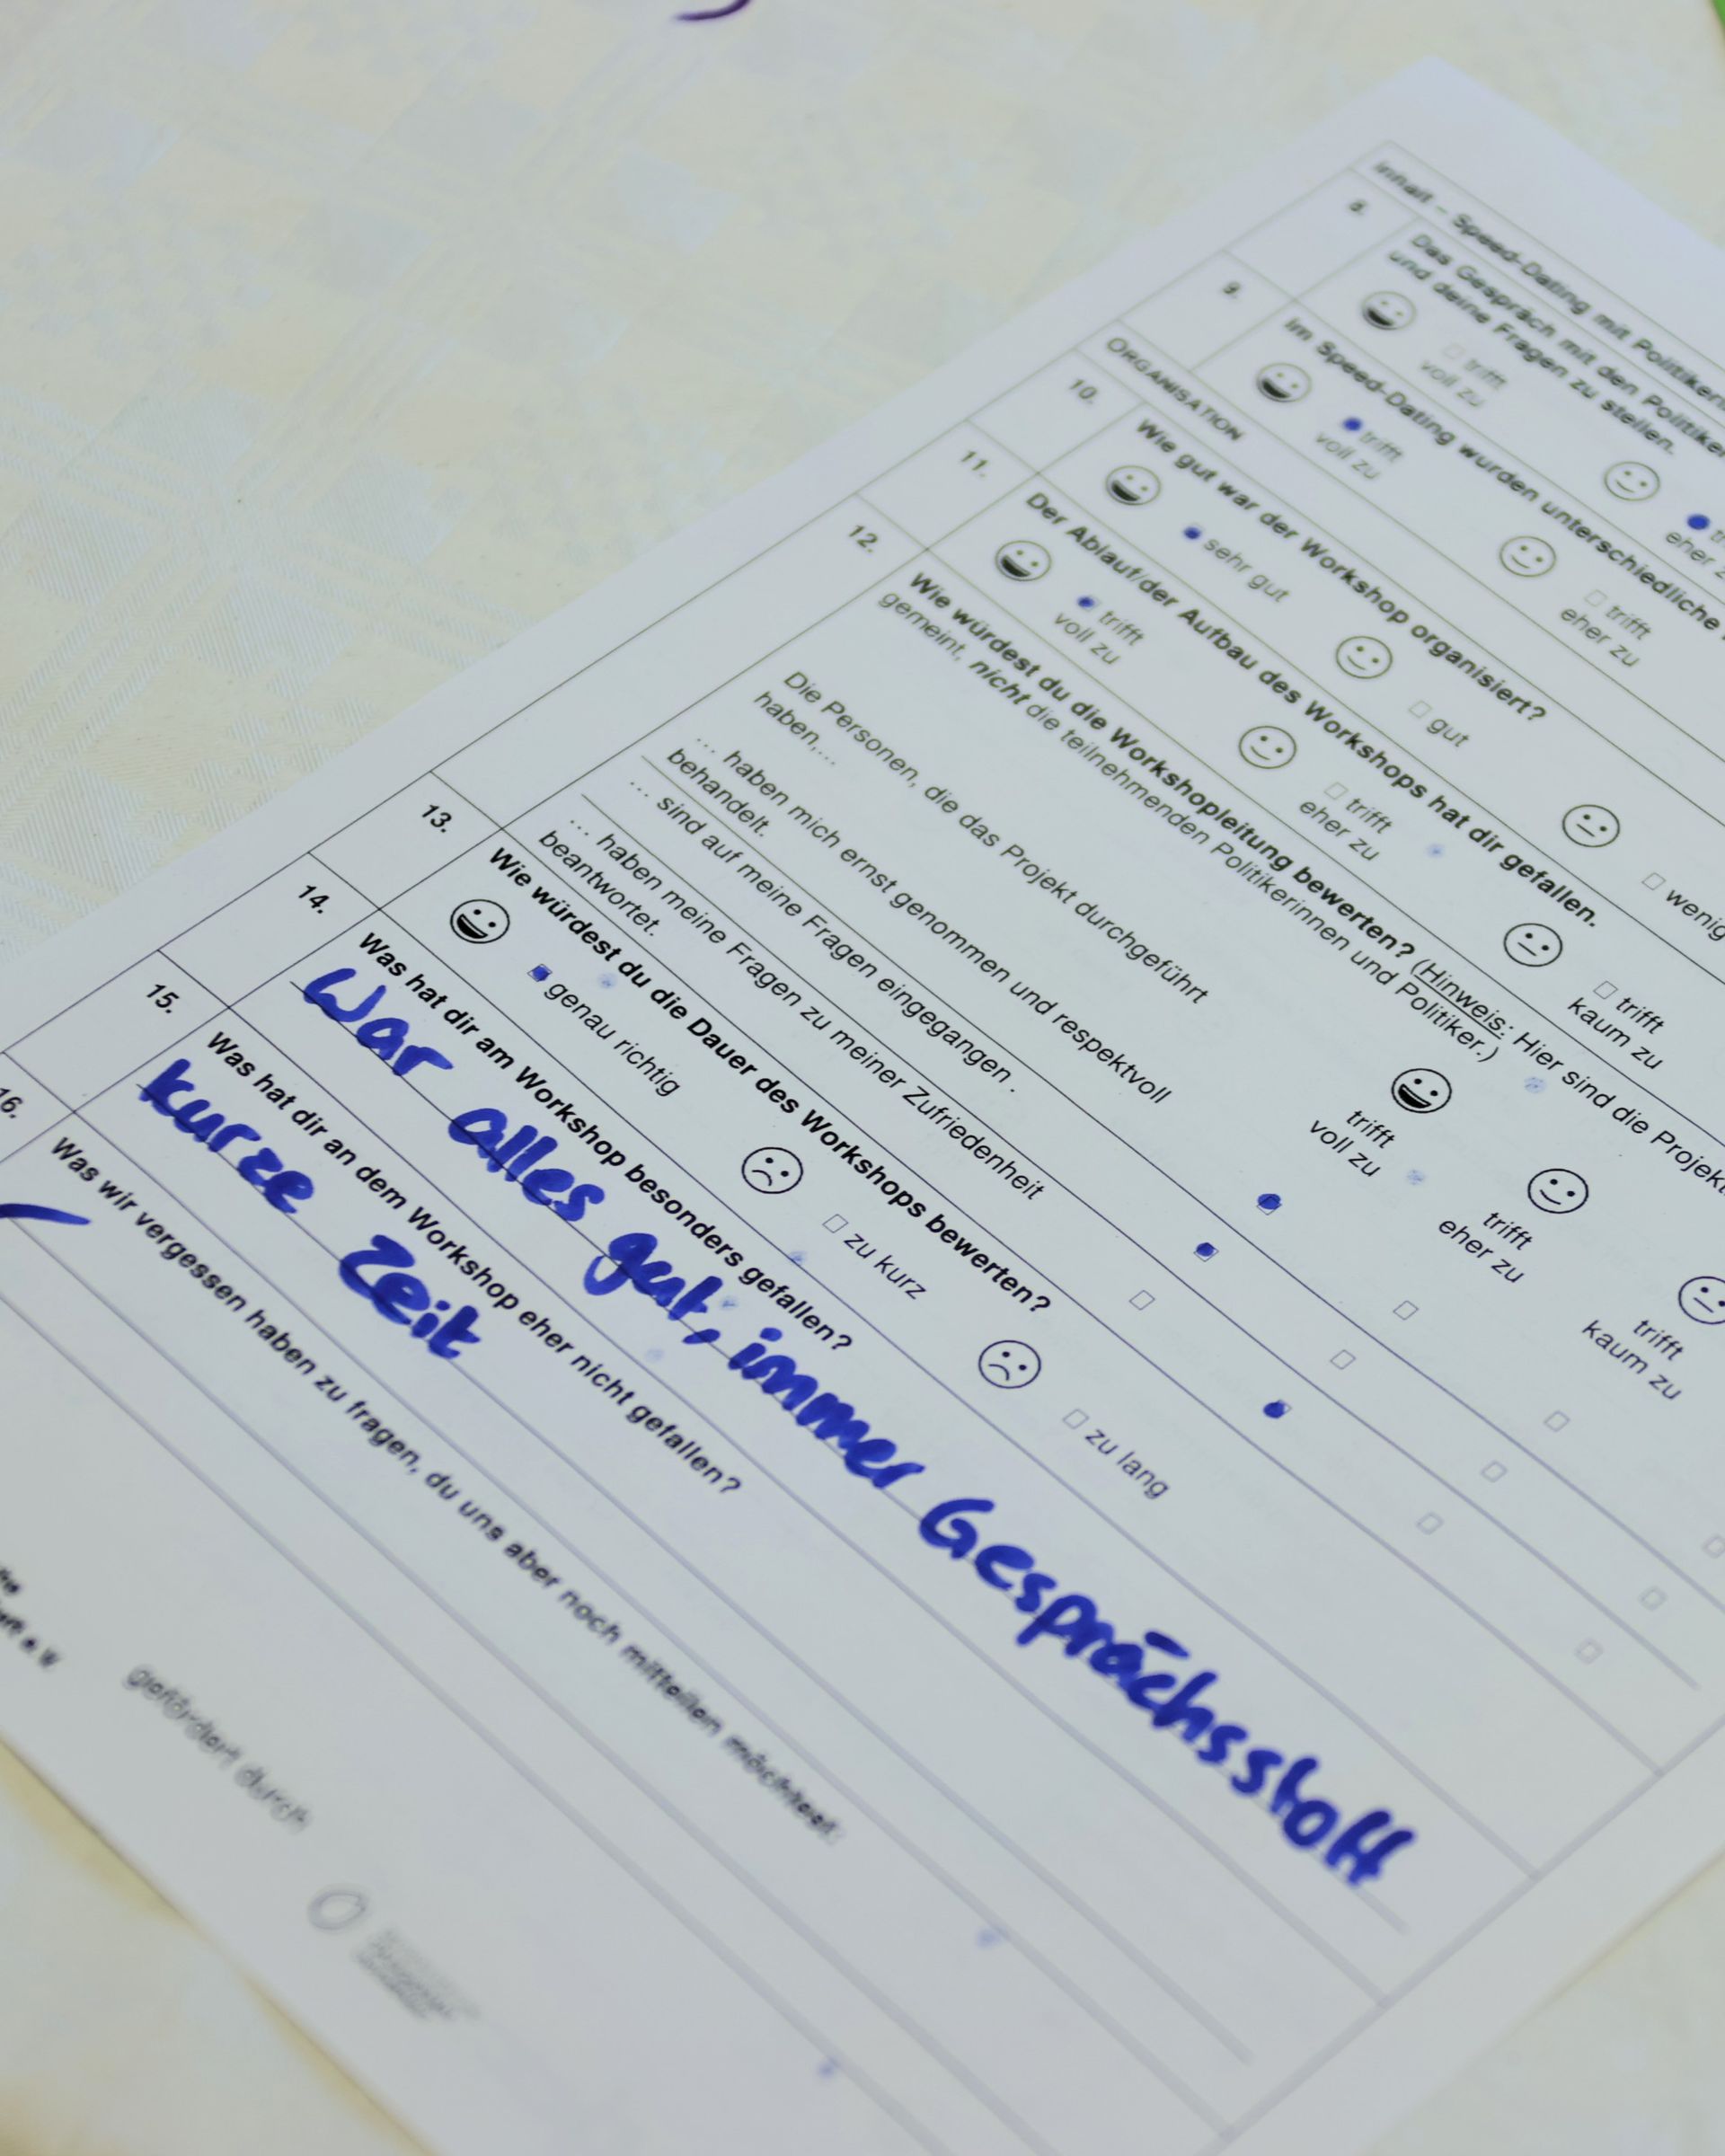 Inhalt – Speed-Dating mit Politikern
8.
Das Gespräch mit den
und deine Fragen zu stellen.
trifft
voll zu
eher
9.
Im Speed-Dating wurden unterschiedliche
trifft
voll zu
trifft
eher zu
ORGANISATION
10.
Wie gut war der Workshop organisiert?
sehr gut
gut
wenig
11.
Der Ablauf/der Aufbau des Workshops hat dir gefallen.
trifft
voll zu
trifft
eher zu
trifft
kaum zu
12.
Wie würdest du die Workshopleitung bewerten? (Hinweis: Hier sind die
gemeint, nicht die teilnehmenden Politikerinnen und Politiker.)
Die Personen, die das Projekt durchgeführt
haben,...
trifft
voll zu
trifft
eher zu
trifft
kaum zu
... haben mich ernst genommen und respektvoll
behandelt.
... sind auf meine Fragen eingegangen.
... haben meine Fragen zu meiner Zufriedenheit
beantwortet.
13.
Wie würdest du die Dauer des Workshops bewerten?
genau richtig
zu kurz
zu lang
14.
Was hat dir am Workshop besonders gefallen?
War alles gut, immer Gesprächsstoff
15.
Was hat dir an dem Workshop eher nicht gefallen?
kurze Zeit
16.
Was wir vergessen haben zu fragen, du uns aber noch mitteilen möchtest:
e.V.
gefördert durch